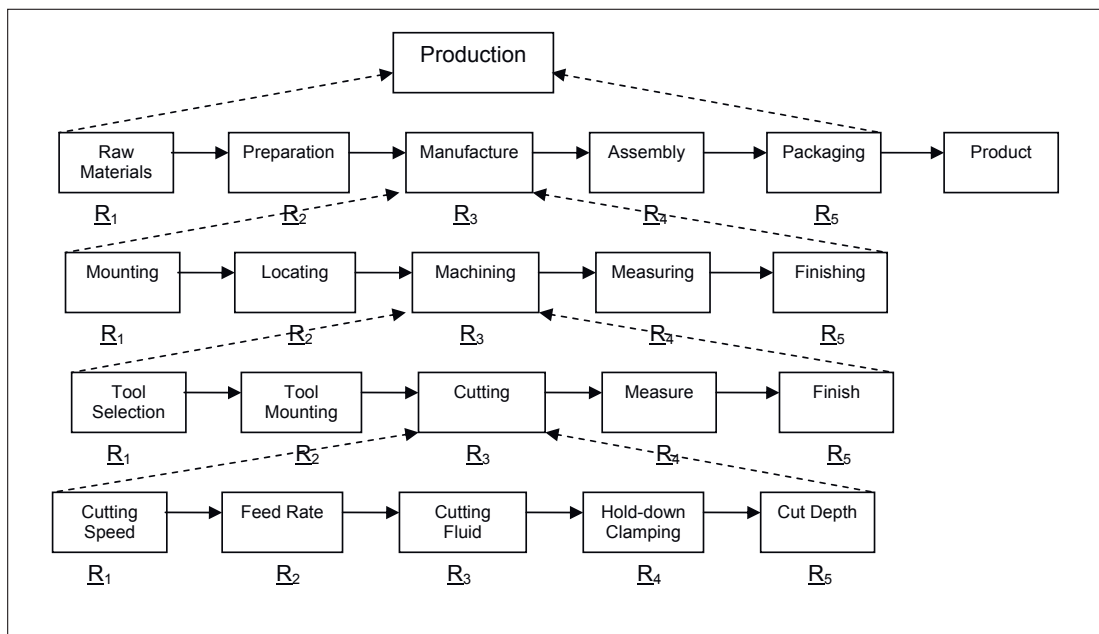 Production
Raw
Materials
Preparation
Manufacture
Assembly
Packaging
Product
R1
R2
R3
R4
R5
Mounting
Locating
Machining
Measuring
Finishing
R1
R2
R3
R4
R5
Tool
Selection
Tool
Mounting
Cutting
Measure
Finish
R1
R2
R3
R4
R5
Cutting
Speed
Feed Rate
Cutting
Fluid
Hold-down
Clamping
Cut Depth
R1
R2
R3
R4
R5